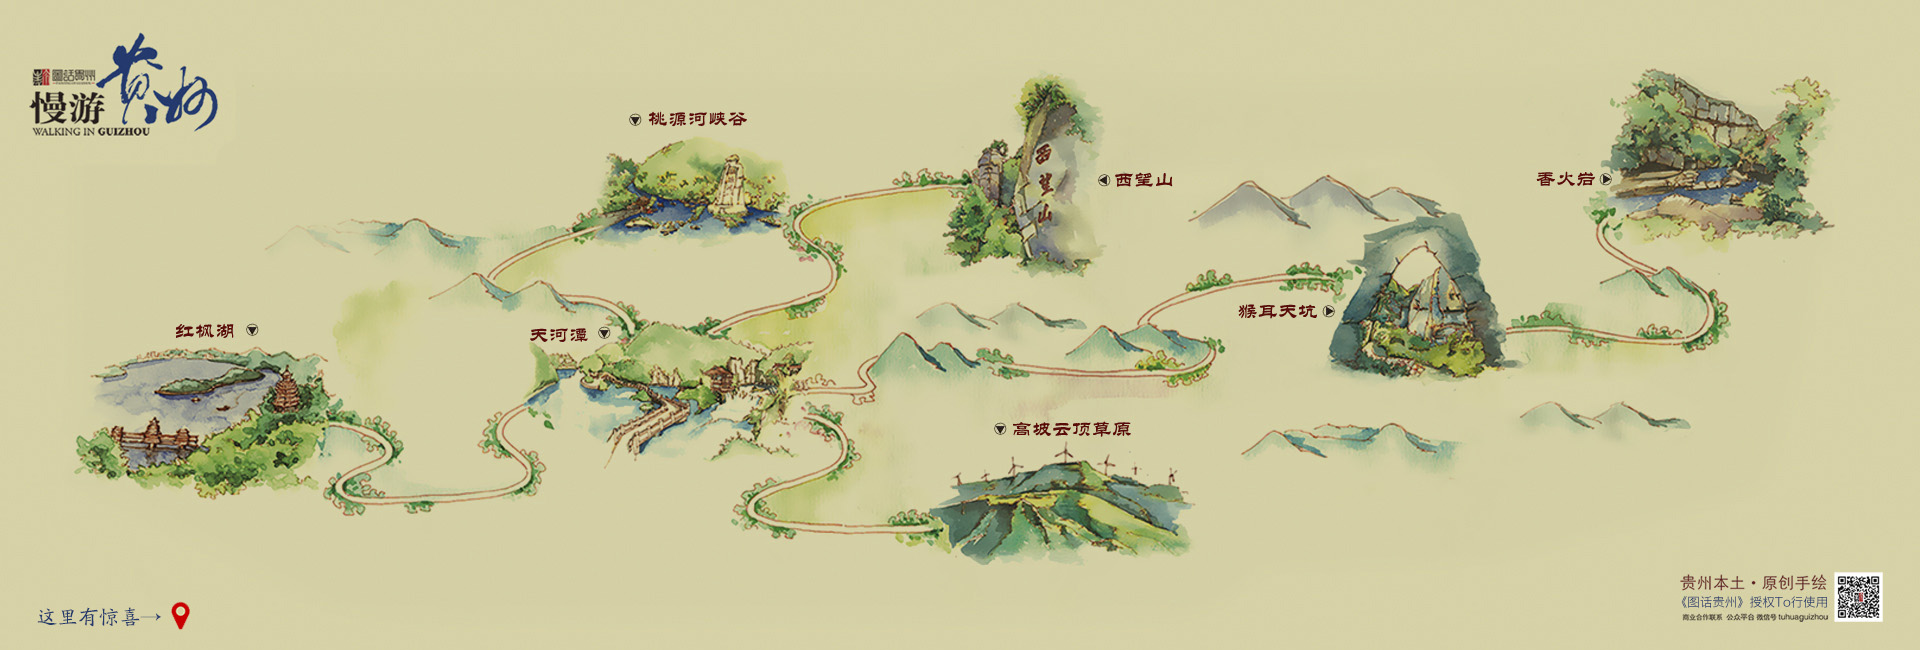 图话贵州
慢游贵州
WALKING IN GUIZHOU
桃源河峡谷
西望山
西望山
香火岩
猴耳天坑
红枫湖
天河潭
高坡云顶草原
这里有惊喜→
贵州本土·原创手绘
《图话贵州》授权To行使用
商业合作联系 公众平台 微信号 tuhuaguizhou